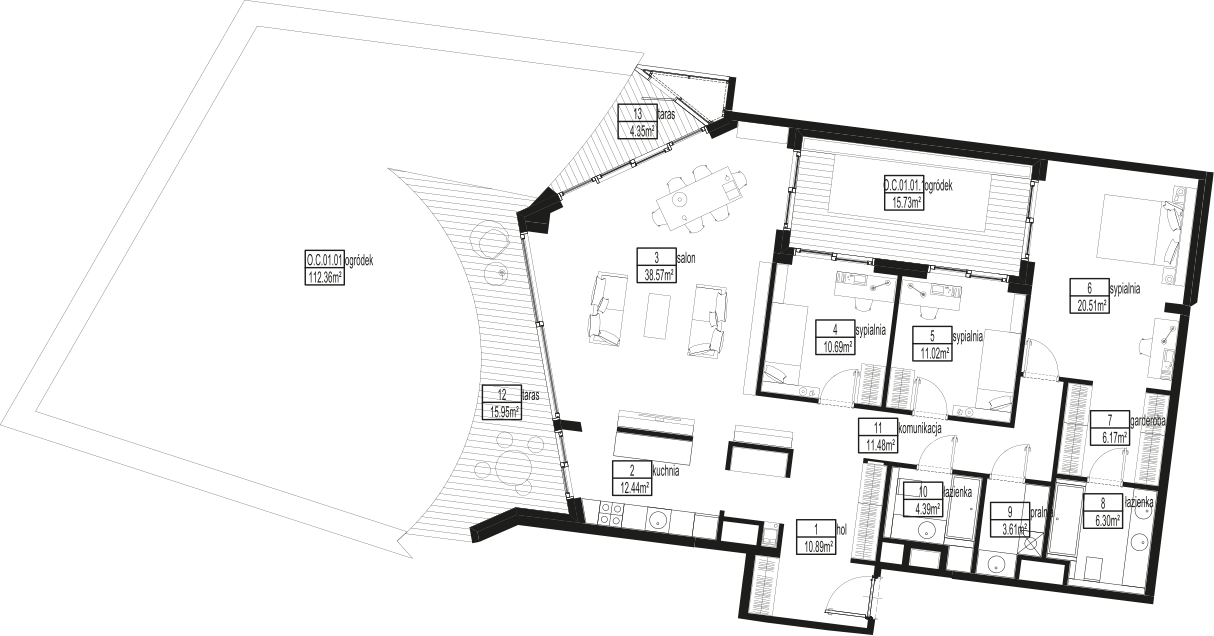 13 taras
4.35m²
O.C.01.01. ogródek
15.73m²
O.C.01.01 ogródek
112.36m²
3 salon
38.57m²
6 sypialnia
20.51m²
4 sypialnia
10.69m²
5 sypialnia
11.02m²
12 taras
15.95m²
11 komunikacja
11.48m²
7 garderoba
6.17m²
2 kuchnia
12.44m²
10 łazienka
4.39m²
9 pralnia
3.61m²
8 łazienka
6.30m²
1 hol
10.89m²